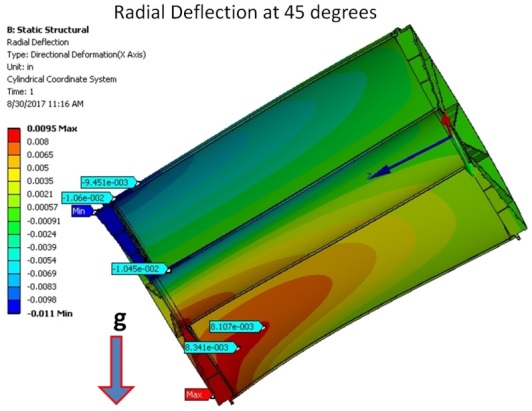 Radial Deflection at 45 degrees
B: Static Structural
Radial Deflection
Type: Directional Deformation(X Axis)
Unit: in
Cylindrical Coordinate System
Time: 1
8/30/2017 11:16 AM
0.0095 Max
0.008
0.0065
0.005
0.0035
0.0021
0.00057
-0.00091
-0.0024
-0.0039
-0.0054
-0.0069
-0.0083
-0.0098
-0.011 Min
-9.451e-003
-1.06e-002
Min
-1.045e-002
8.107e-003
8.341e-003
Max
g